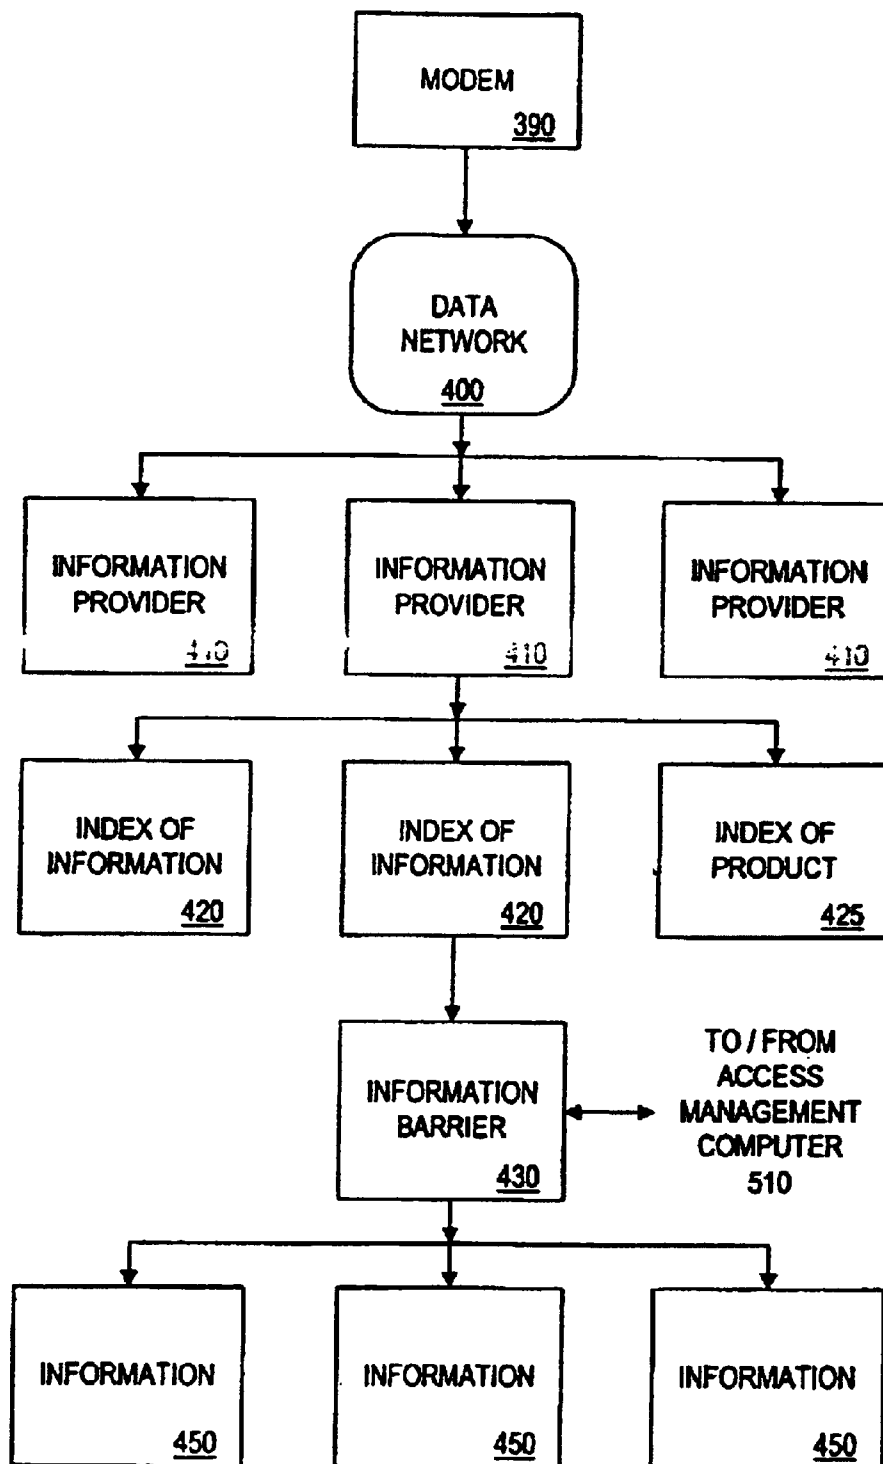 MODEM
390
DATA
NETWORK
400
INFORMATION
PROVIDER
410
INFORMATION
PROVIDER
410
INFORMATION
PROVIDER
410
INDEX OF
INFORMATION
420
INDEX OF
INFORMATION
420
INDEX OF
PRODUCT
425
INFORMATION
BARRIER
430
TO / FROM
ACCESS
MANAGEMENT
COMPUTER
510
INFORMATION
450
INFORMATION
450
INFORMATION
450